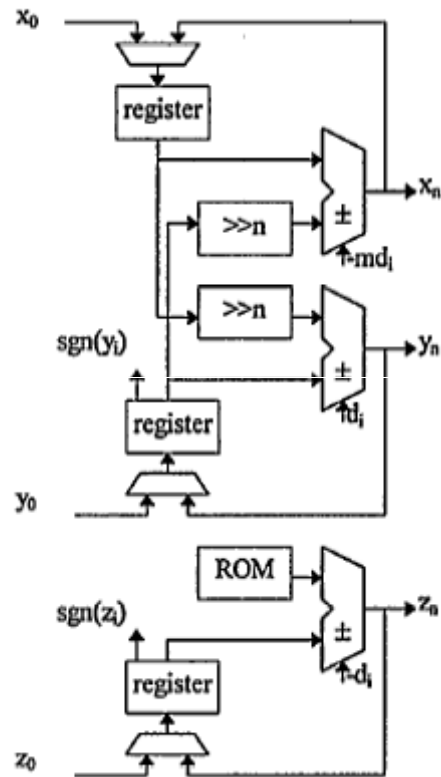 x₀
register
>>n
±
xₙ
-mdᵢ
>>n
sgn(yᵢ)
±
yₙ
dᵢ
register
y₀
ROM
sgn(zᵢ)
±
zₙ
-dᵢ
register
z₀